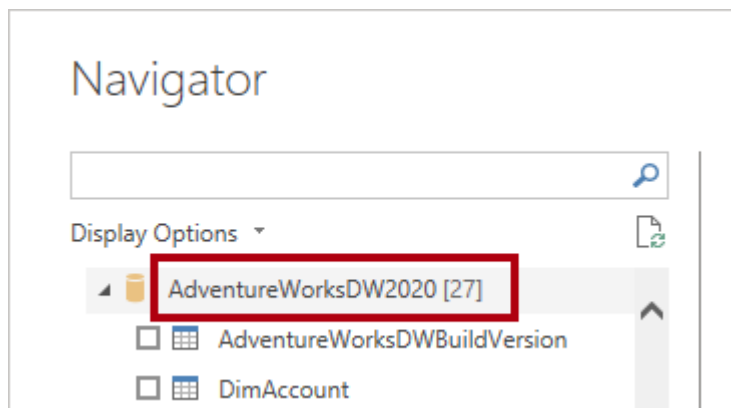 Navigator
Display Options
AdventureWorksDW2020 [27]
AdventureWorksDWBuildVersion
DimAccount